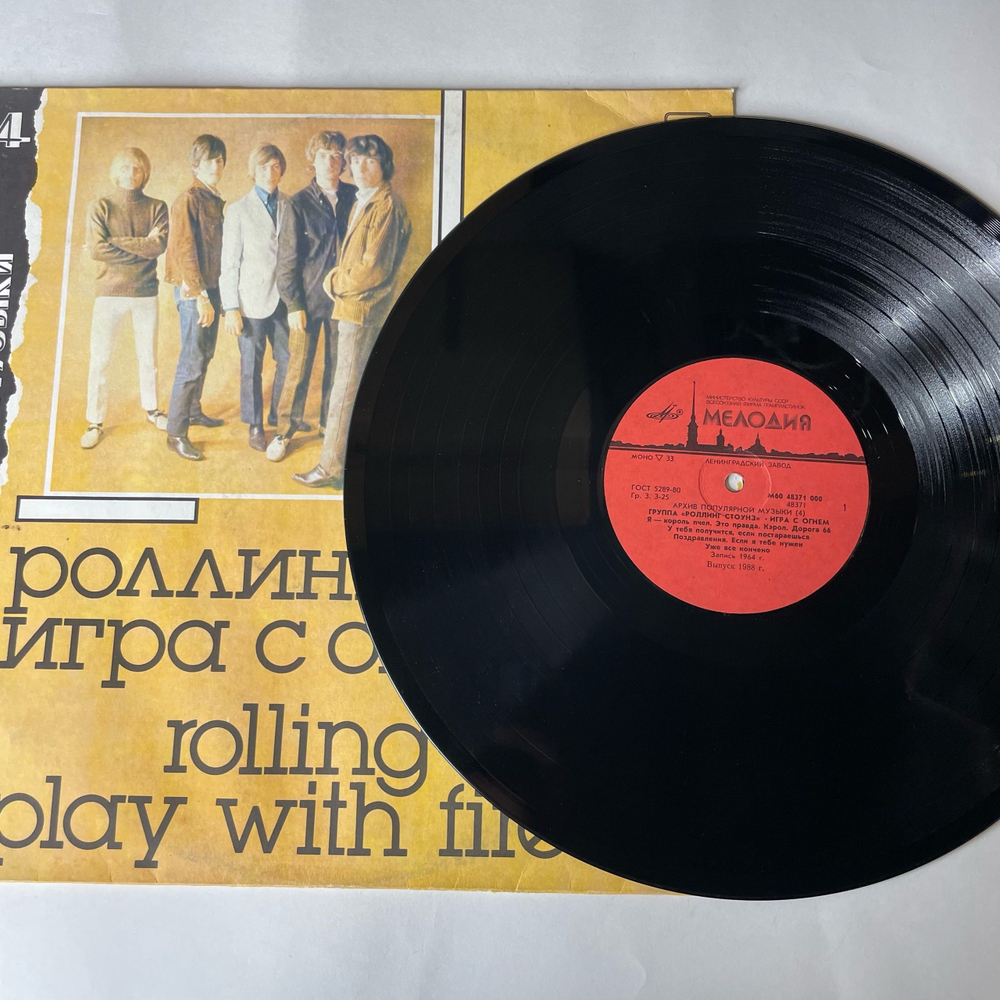 4
роллин
игра с о
rolling
play with fire
МИНИСТЕРСТВО КУЛЬТУРЫ СССР
ВСЕСОЮЗНАЯ ФИРМА ГРАМПЛАСТИНОК
МЕЛОДИЯ
МОНО ▽ 33 ЛЕНИНГРАДСКИЙ ЗАВОД
ГОСТ 5289-80 М60 48371 000
Гр. 3. 3-25 48371 1
АРХИВ ПОПУЛЯРНОЙ МУЗЫКИ (4)
ГРУППА «РОЛЛИНГ СТОУНЗ» · ИГРА С ОГНЕМ
Я — король пчел. Это правда. Кэрол. Дорога 66
У тебя получится, если постараешься
Поздравления. Если я тебе нужен
Уже все кончено
Запись 1964 г.
Выпуск 1988 г.